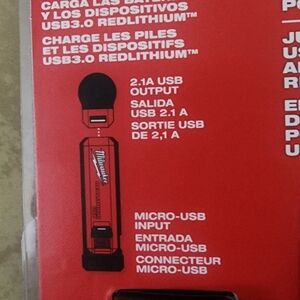 CARGA LAS
Y LOS DISPOSITIVOS
USB3.0 REDLITHIUM™
CHARGE LES PILES
ET LES DISPOSITIFS
USB3.0 REDLITHIUM™
2.1A USB
OUTPUT
SALIDA
USB 2.1 A
SORTIE USB
DE 2,1 A
Milwaukee
MICRO-USB
INPUT
ENTRADA
MICRO-USB
CONNECTEUR
MICRO-USB